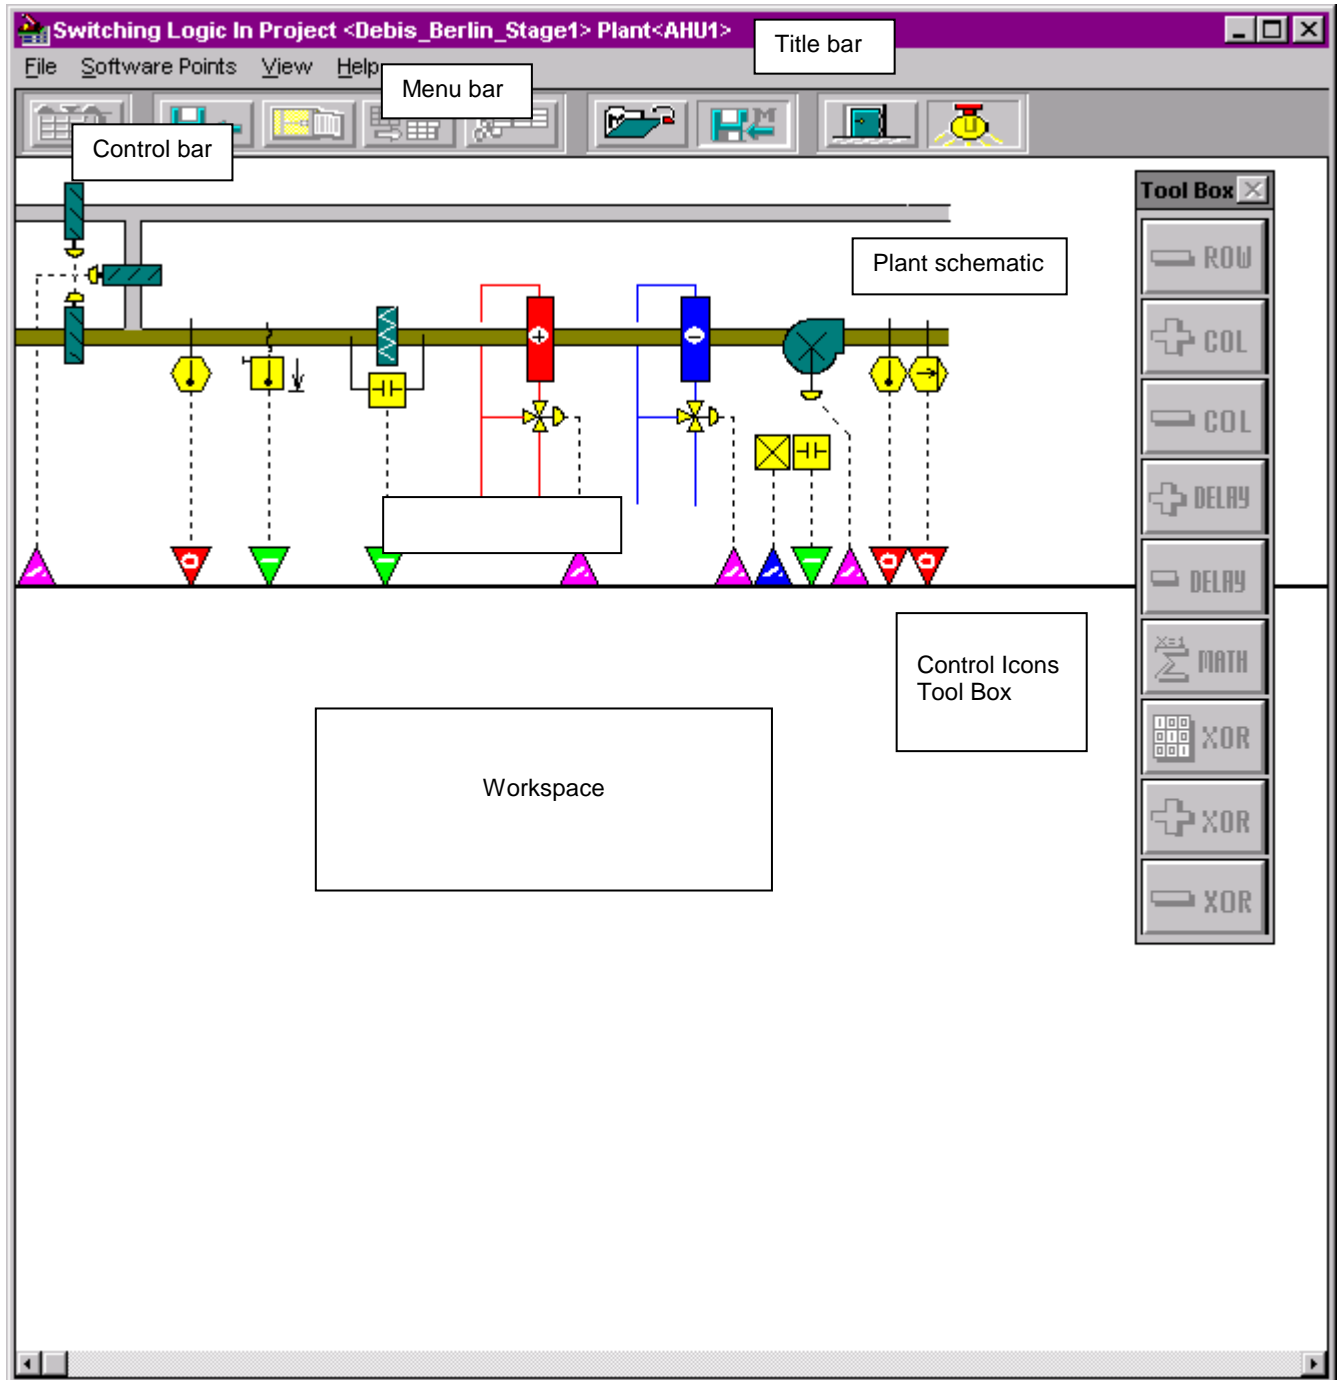 Switching Logic In Project <Debis_Berlin_Stage1> Plant<AHU1>
Title bar
File Software Points View Help
Menu bar
M
M
Control bar
Tool Box
ROW
Plant schematic
COL
COL
DELAY
DELAY
Control Icons
Tool Box
X=1
Σ MATH
XOR
Workspace
XOR
XOR